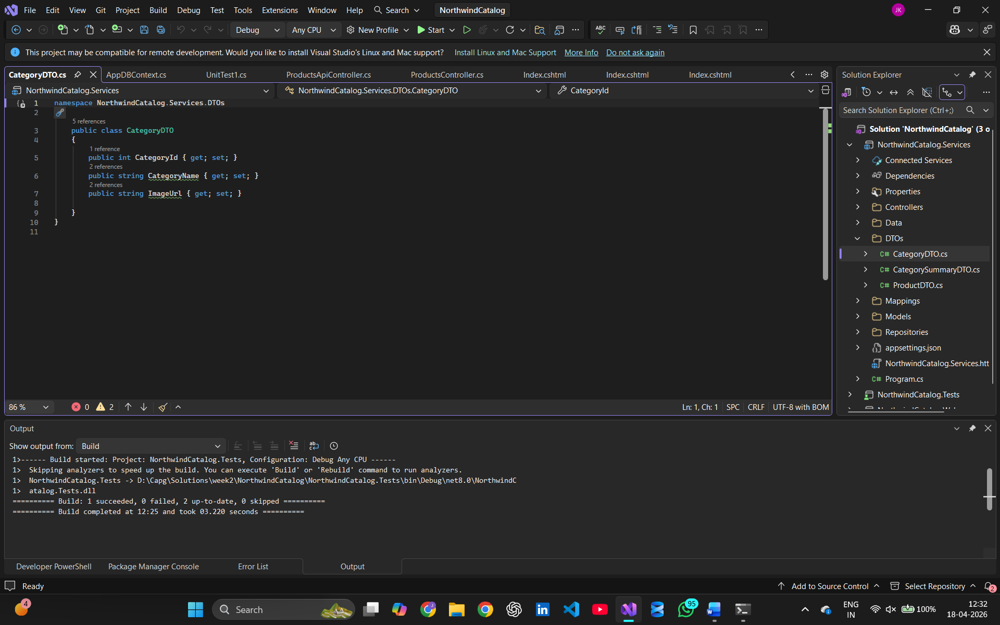 File Edit View Git Project Build Debug Test Tools Extensions Window Help Search NorthwindCatalog JK
Debug Any CPU New Profile Start
This project may be compatible for remote development. Would you like to install Visual Studio's Linux and Mac support? Install Linux and Mac Support More Info Do not ask again
CategoryDTO.cs AppDBContext.cs UnitTest1.cs ProductsApiController.cs ProductsController.cs Index.cshtml Index.cshtml Index.cshtml
NorthwindCatalog.Services NorthwindCatalog.Services.DTOs.CategoryDTO CategoryId
1 namespace NorthwindCatalog.Services.DTOs
2
5 references
3 public class CategoryDTO
4 {
1 reference
5 public int CategoryId { get; set; }
2 references
6 public string CategoryName { get; set; }
2 references
7 public string ImageUrl { get; set; }
8
9 }
10 }
11
86 % 0 2 Ln: 1, Ch: 1 SPC CRLF UTF-8 with BOM
Solution Explorer
Search Solution Explorer (Ctrl+;)
Solution 'NorthwindCatalog' (3 o
NorthwindCatalog.Services
Connected Services
Dependencies
Properties
Controllers
Data
DTOs
C# CategoryDTO.cs
C# CategorySummaryDTO.cs
C# ProductDTO.cs
Mappings
Models
Repositories
appsettings.json
NorthwindCatalog.Services.htt
C# Program.cs
NorthwindCatalog.Tests
Output
Show output from: Build
1>------ Build started: Project: NorthwindCatalog.Tests, Configuration: Debug Any CPU ------
1> Skipping analyzers to speed up the build. You can execute 'Build' or 'Rebuild' command to run analyzers.
1> NorthwindCatalog.Tests -> D:\Capg\Solutions\week2\NorthwindCatalog\NorthwindCatalog.Tests\bin\Debug\net8.0\NorthwindC
1> atalog.Tests.dll
========== Build: 1 succeeded, 0 failed, 2 up-to-date, 0 skipped ==========
========== Build completed at 12:25 and took 03.220 seconds ==========
Developer PowerShell Package Manager Console Error List Output
Ready Add to Source Control Select Repository 2
4 Search 95 ENG IN 100% 12:32
18-04-2026